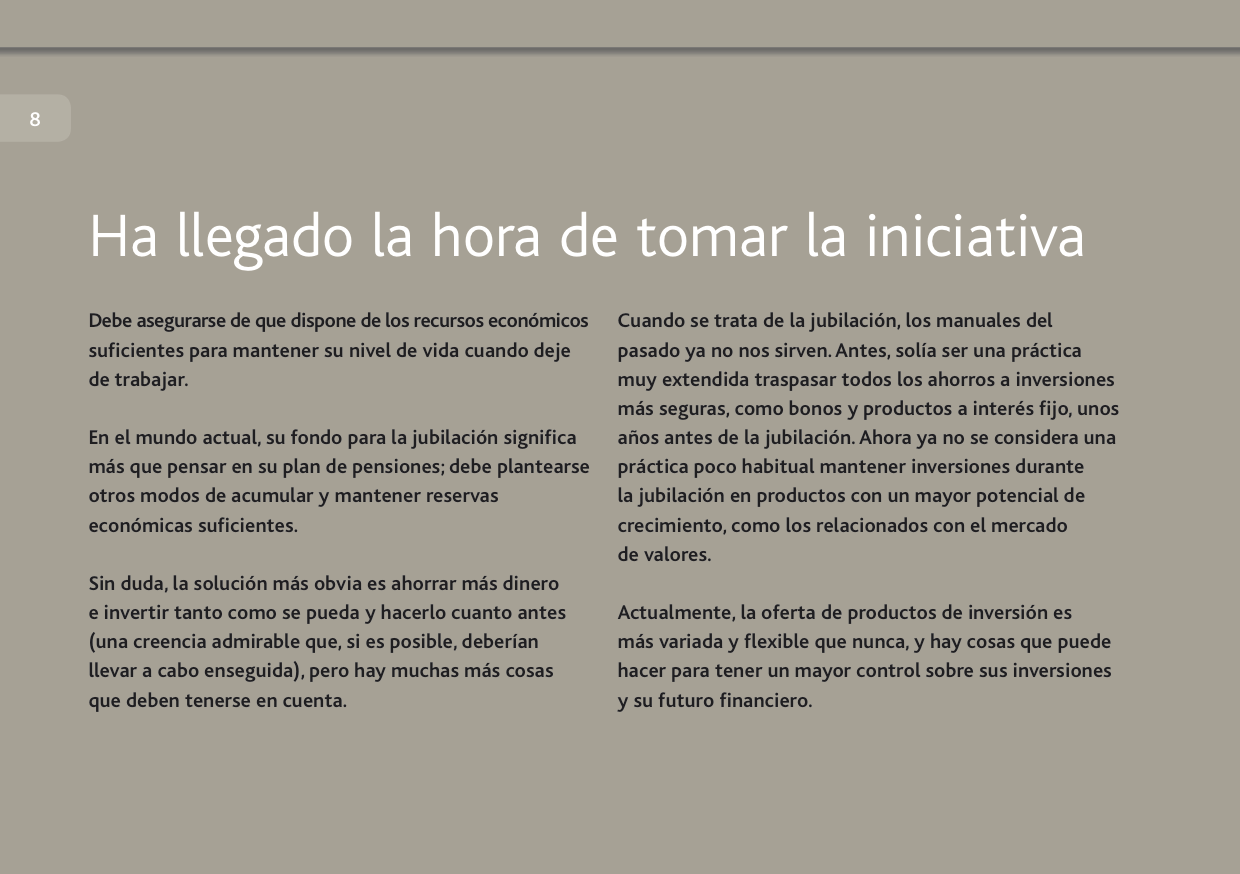 8
Ha llegado la hora de tomar la iniciativa
Debe asegurarse de que dispone de los recursos económicos
suficientes para mantener su nivel de vida cuando deje
de trabajar.
En el mundo actual, su fondo para la jubilación significa
más que pensar en su plan de pensiones; debe plantearse
otros modos de acumular y mantener reservas
económicas suficientes.
Sin duda, la solución más obvia es ahorrar más dinero
e invertir tanto como se pueda y hacerlo cuanto antes
(una creencia admirable que, si es posible, deberían
llevar a cabo enseguida), pero hay muchas más cosas
que deben tenerse en cuenta.
Cuando se trata de la jubilación, los manuales del
pasado ya no nos sirven. Antes, solía ser una práctica
muy extendida traspasar todos los ahorros a inversiones
más seguras, como bonos y productos a interés fijo, unos
años antes de la jubilación. Ahora ya no se considera una
práctica poco habitual mantener inversiones durante
la jubilación en productos con un mayor potencial de
crecimiento, como los relacionados con el mercado
de valores.
Actualmente, la oferta de productos de inversión es
más variada y flexible que nunca, y hay cosas que puede
hacer para tener un mayor control sobre sus inversiones
y su futuro financiero.